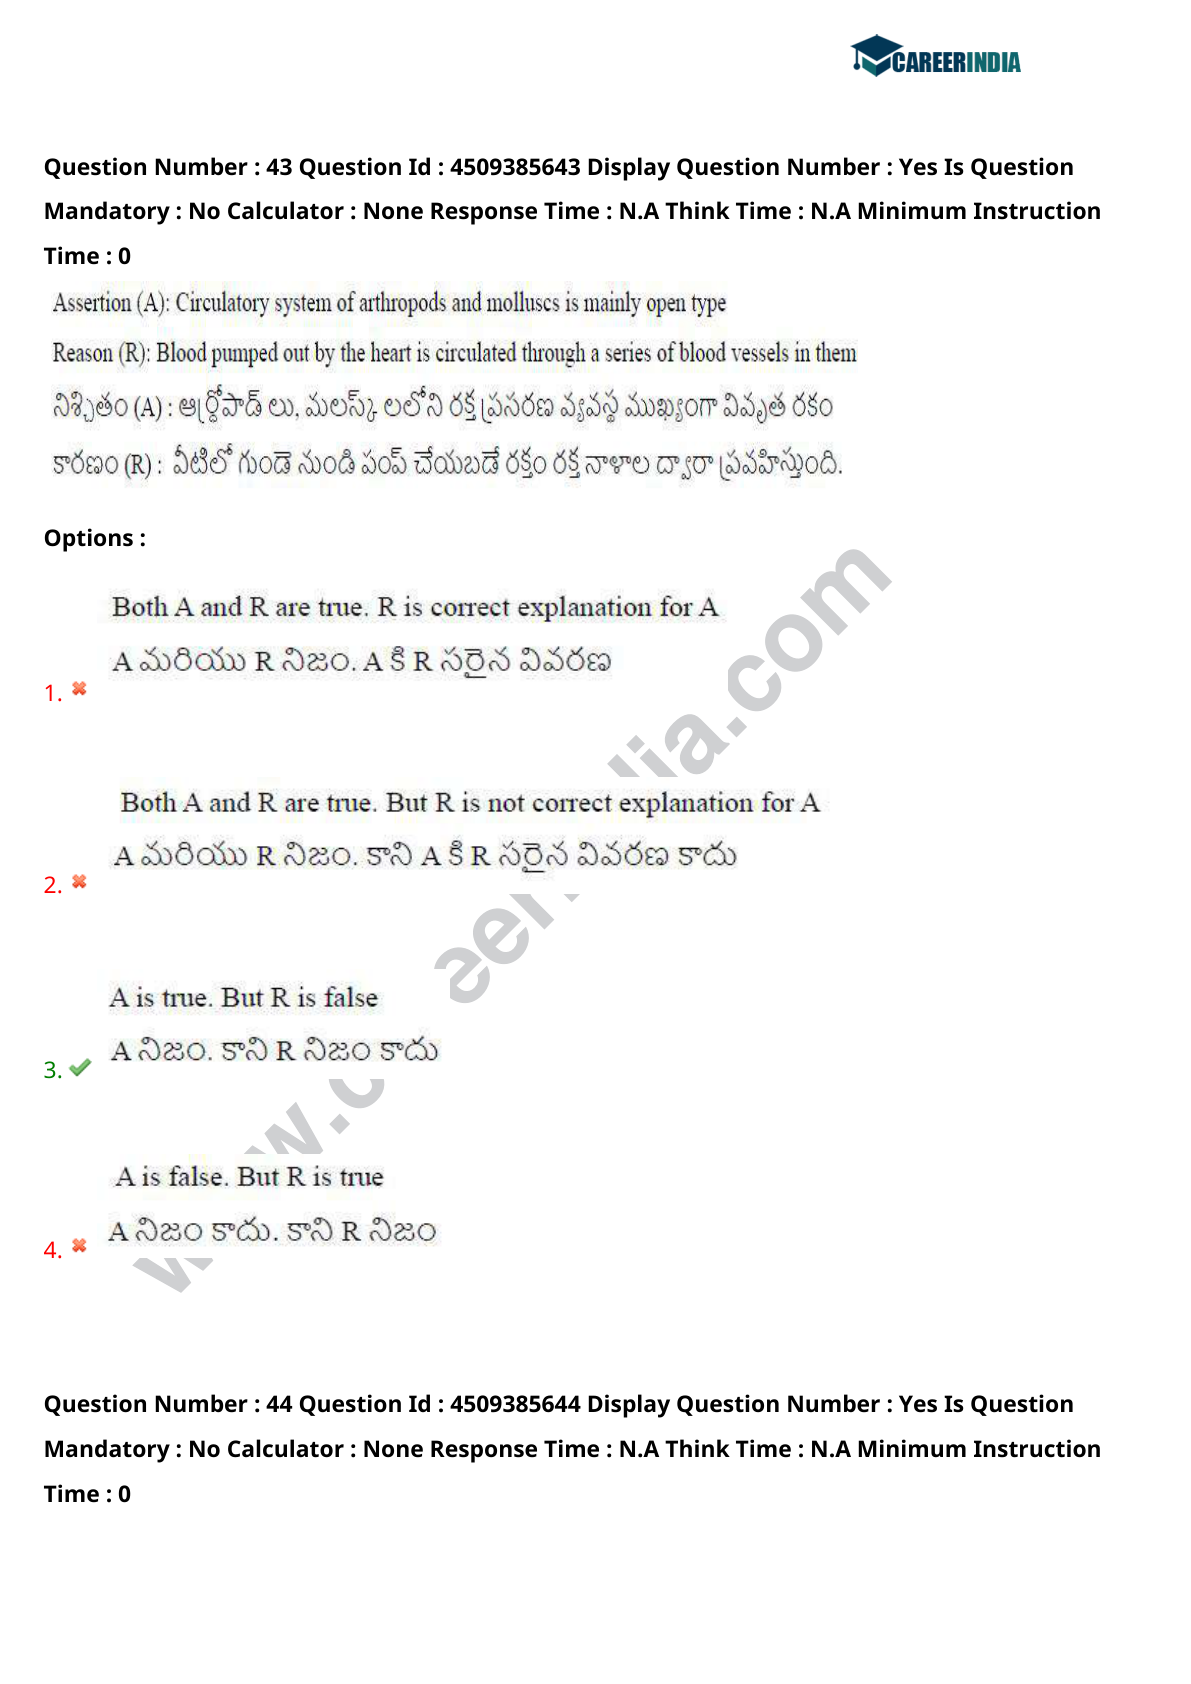 CAREERINDIA
Question Number : 43 Question Id : 4509385643 Display Question Number : Yes Is Question
Mandatory : No Calculator : None Response Time : N.A Think Time : N.A Minimum Instruction
Time : 0
Assertion (A): Circulatory system of arthropods and molluscs is mainly open type
Reason (R): Blood pumped out by the heart is circulated through a series of blood vessels in them
నిశ్చితం (A) : ఆర్థ్రోపాడ్ లు, మలస్క్ లలోని రక్త ప్రసరణ వ్యవస్థ ముఖ్యంగా వివృత రకం
కారణం (R) : వీటిలో గుండె నుండి పంప్ చేయబడే రక్తం రక్త నాళాల ద్వారా ప్రవహిస్తుంది.
Options :
Both A and R are true. R is correct explanation for A
A మరియు R నిజం. A కి R సరైన వివరణ
1.
Both A and R are true. But R is not correct explanation for A
A మరియు R నిజం. కాని A కి R సరైన వివరణ కాదు
2.
A is true. But R is false
A నిజం. కాని R నిజం కాదు
3.
A is false. But R is true
A నిజం కాదు. కాని R నిజం
4.
Question Number : 44 Question Id : 4509385644 Display Question Number : Yes Is Question
Mandatory : No Calculator : None Response Time : N.A Think Time : N.A Minimum Instruction
Time : 0